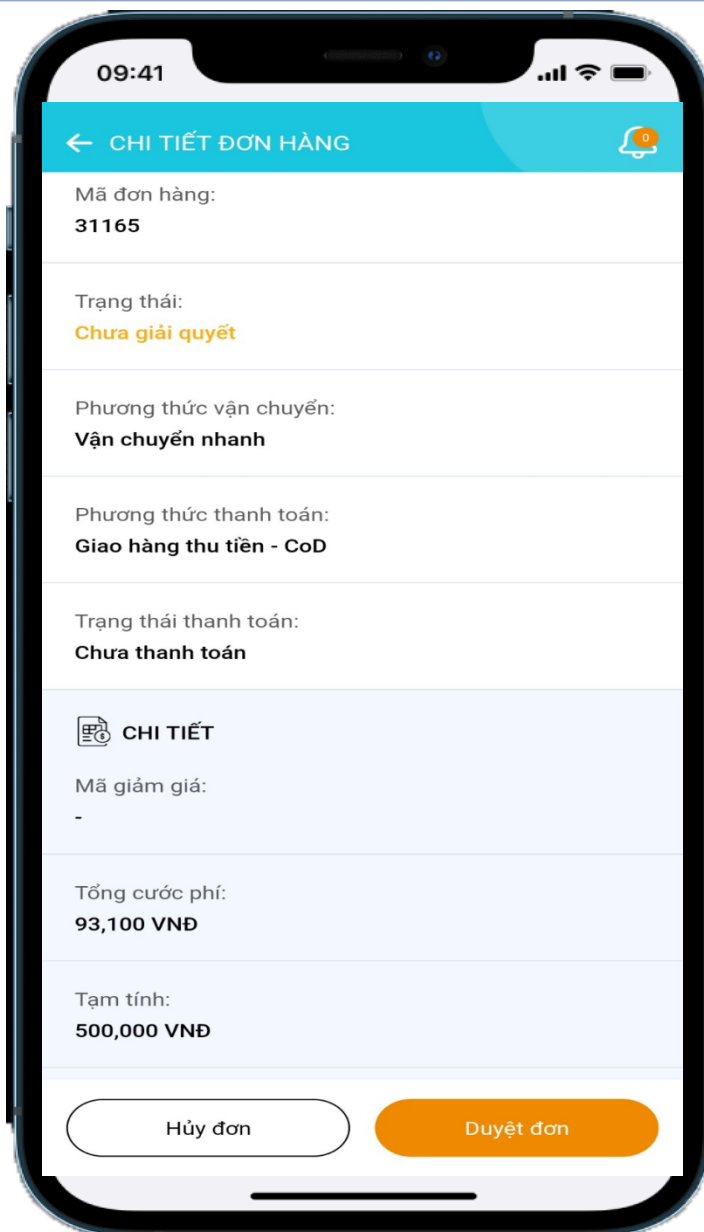 09:41
CHI TIẾT ĐƠN HÀNG
0
Mã đơn hàng:
31165
Trạng thái:
Chưa giải quyết
Phương thức vận chuyển:
Vận chuyển nhanh
Phương thức thanh toán:
Giao hàng thu tiền - CoD
Trạng thái thanh toán:
Chưa thanh toán
CHI TIẾT
Mã giảm giá:
-
Tổng cước phí:
93,100 VNĐ
Tạm tính:
500,000 VNĐ
Hủy đơn
Duyệt đơn